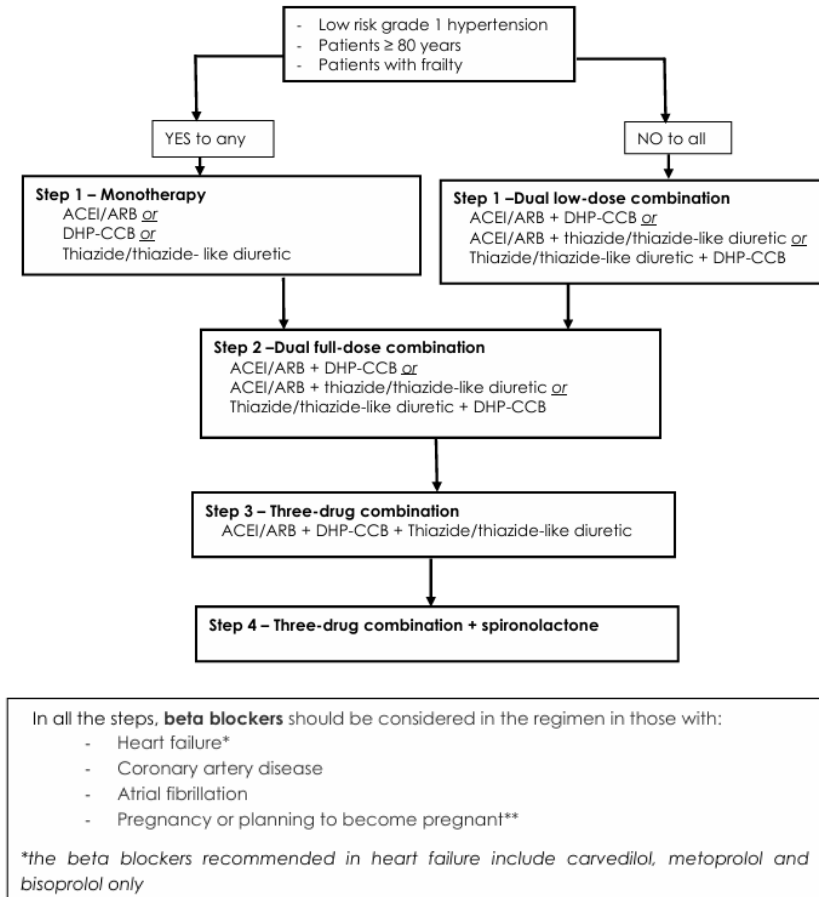 - Low risk grade 1 hypertension
- Patients ≥ 80 years
- Patients with frailty
YES to any
NO to all
Step 1 – Monotherapy
ACEI/ARB or
DHP-CCB or
Thiazide/thiazide- like diuretic
Step 1 –Dual low-dose combination
ACEI/ARB + DHP-CCB or
ACEI/ARB + thiazide/thiazide-like diuretic or
Thiazide/thiazide-like diuretic + DHP-CCB
Step 2 –Dual full-dose combination
ACEI/ARB + DHP-CCB or
ACEI/ARB + thiazide/thiazide-like diuretic or
Thiazide/thiazide-like diuretic + DHP-CCB
Step 3 – Three-drug combination
ACEI/ARB + DHP-CCB + Thiazide/thiazide-like diuretic
Step 4 – Three-drug combination + spironolactone
In all the steps, beta blockers should be considered in the regimen in those with:
- Heart failure*
- Coronary artery disease
- Atrial fibrillation
- Pregnancy or planning to become pregnant**
*the beta blockers recommended in heart failure include carvedilol, metoprolol and
bisoprolol only